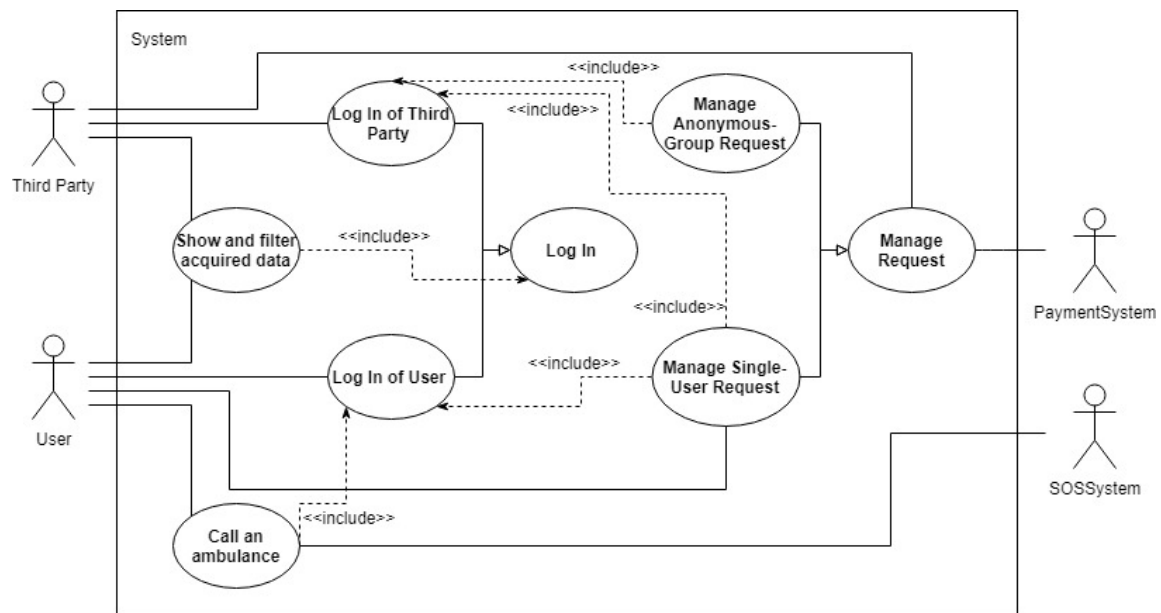 System
<<include>>
<<include>>
Log In of Third
Party
Manage
Anonymous-
Group Request
Third Party
Show and filter
acquired data
<<include>>
Log In
Manage
Request
<<include>>
PaymentSystem
<<include>>
Log In of User
Manage Single-
User Request
User
SOSSystem
<<include>>
Call an
ambulance